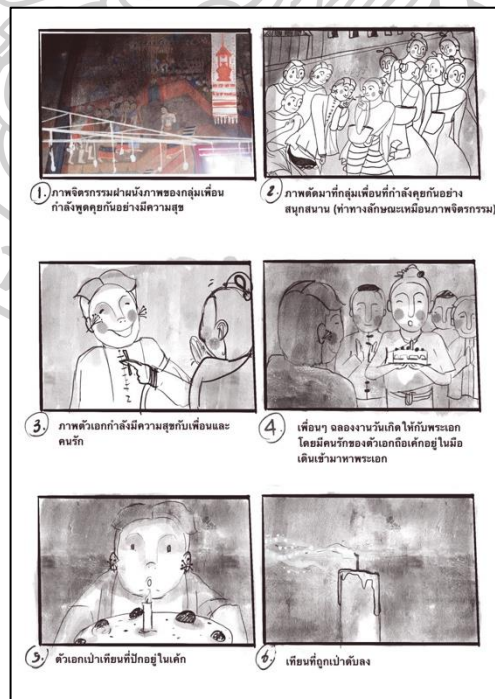 1. ภาพจิตรกรรมฝาผนังภาพของกลุ่มเพื่อน
กำลังพูดคุยกันอย่างมีความสุข
2. ภาพตัดมาที่กลุ่มเพื่อนที่กำลังคุยกันอย่าง
สนุกสนาน (ท่าทางลักษณะเหมือนภาพจิตรกรรม)
3. ภาพตัวเอกกำลังมีความสุขกับเพื่อนและ
คนรัก
4. เพื่อนๆ ฉลองงานวันเกิดให้กับพระเอก
โดยมีคนรักของตัวเอกถือเค้กอยู่ในมือ
เดินเข้ามาหาพระเอก
5. ตัวเอกเป่าเทียนที่ปักอยู่ในเค้ก
6. เทียนที่ถูกเป่าดับลง